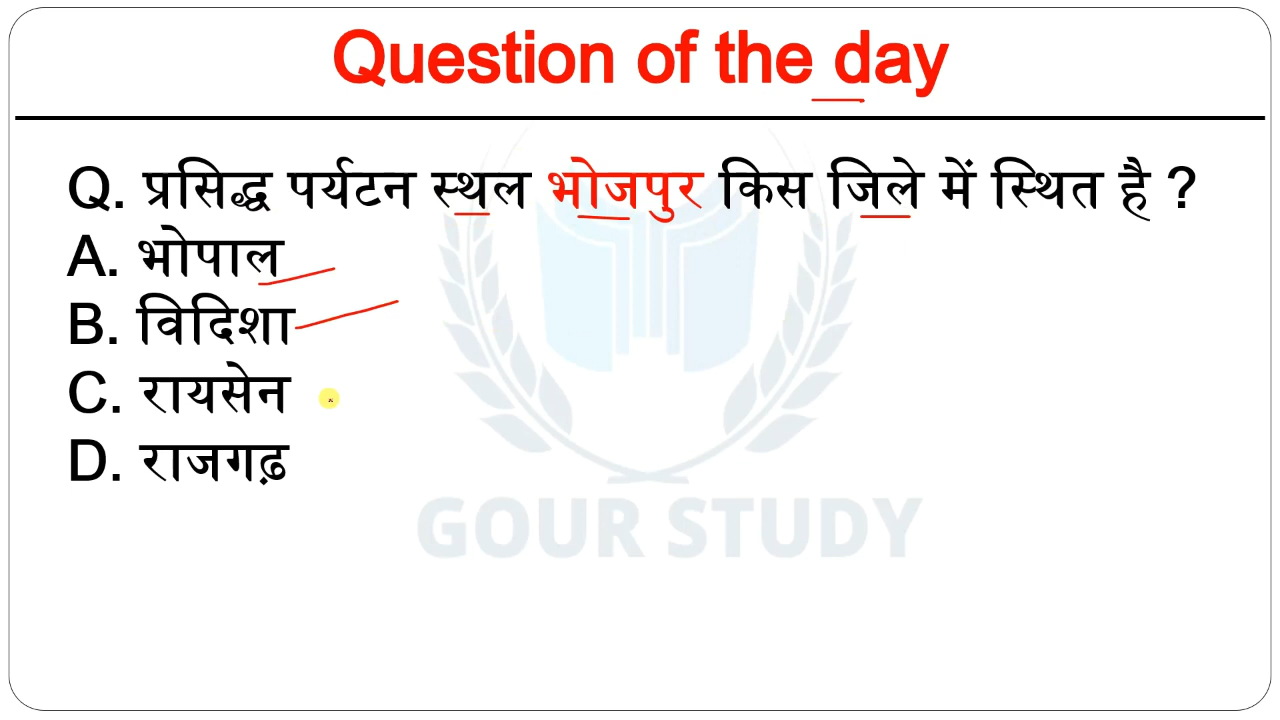 Question of the day
Q. प्रसिद्ध पर्यटन स्थल भोजपुर किस जिले में स्थित है ?
A. भोपाल
B. विदिशा
C. रायसेन
D. राजगढ़
GOUR STUDY